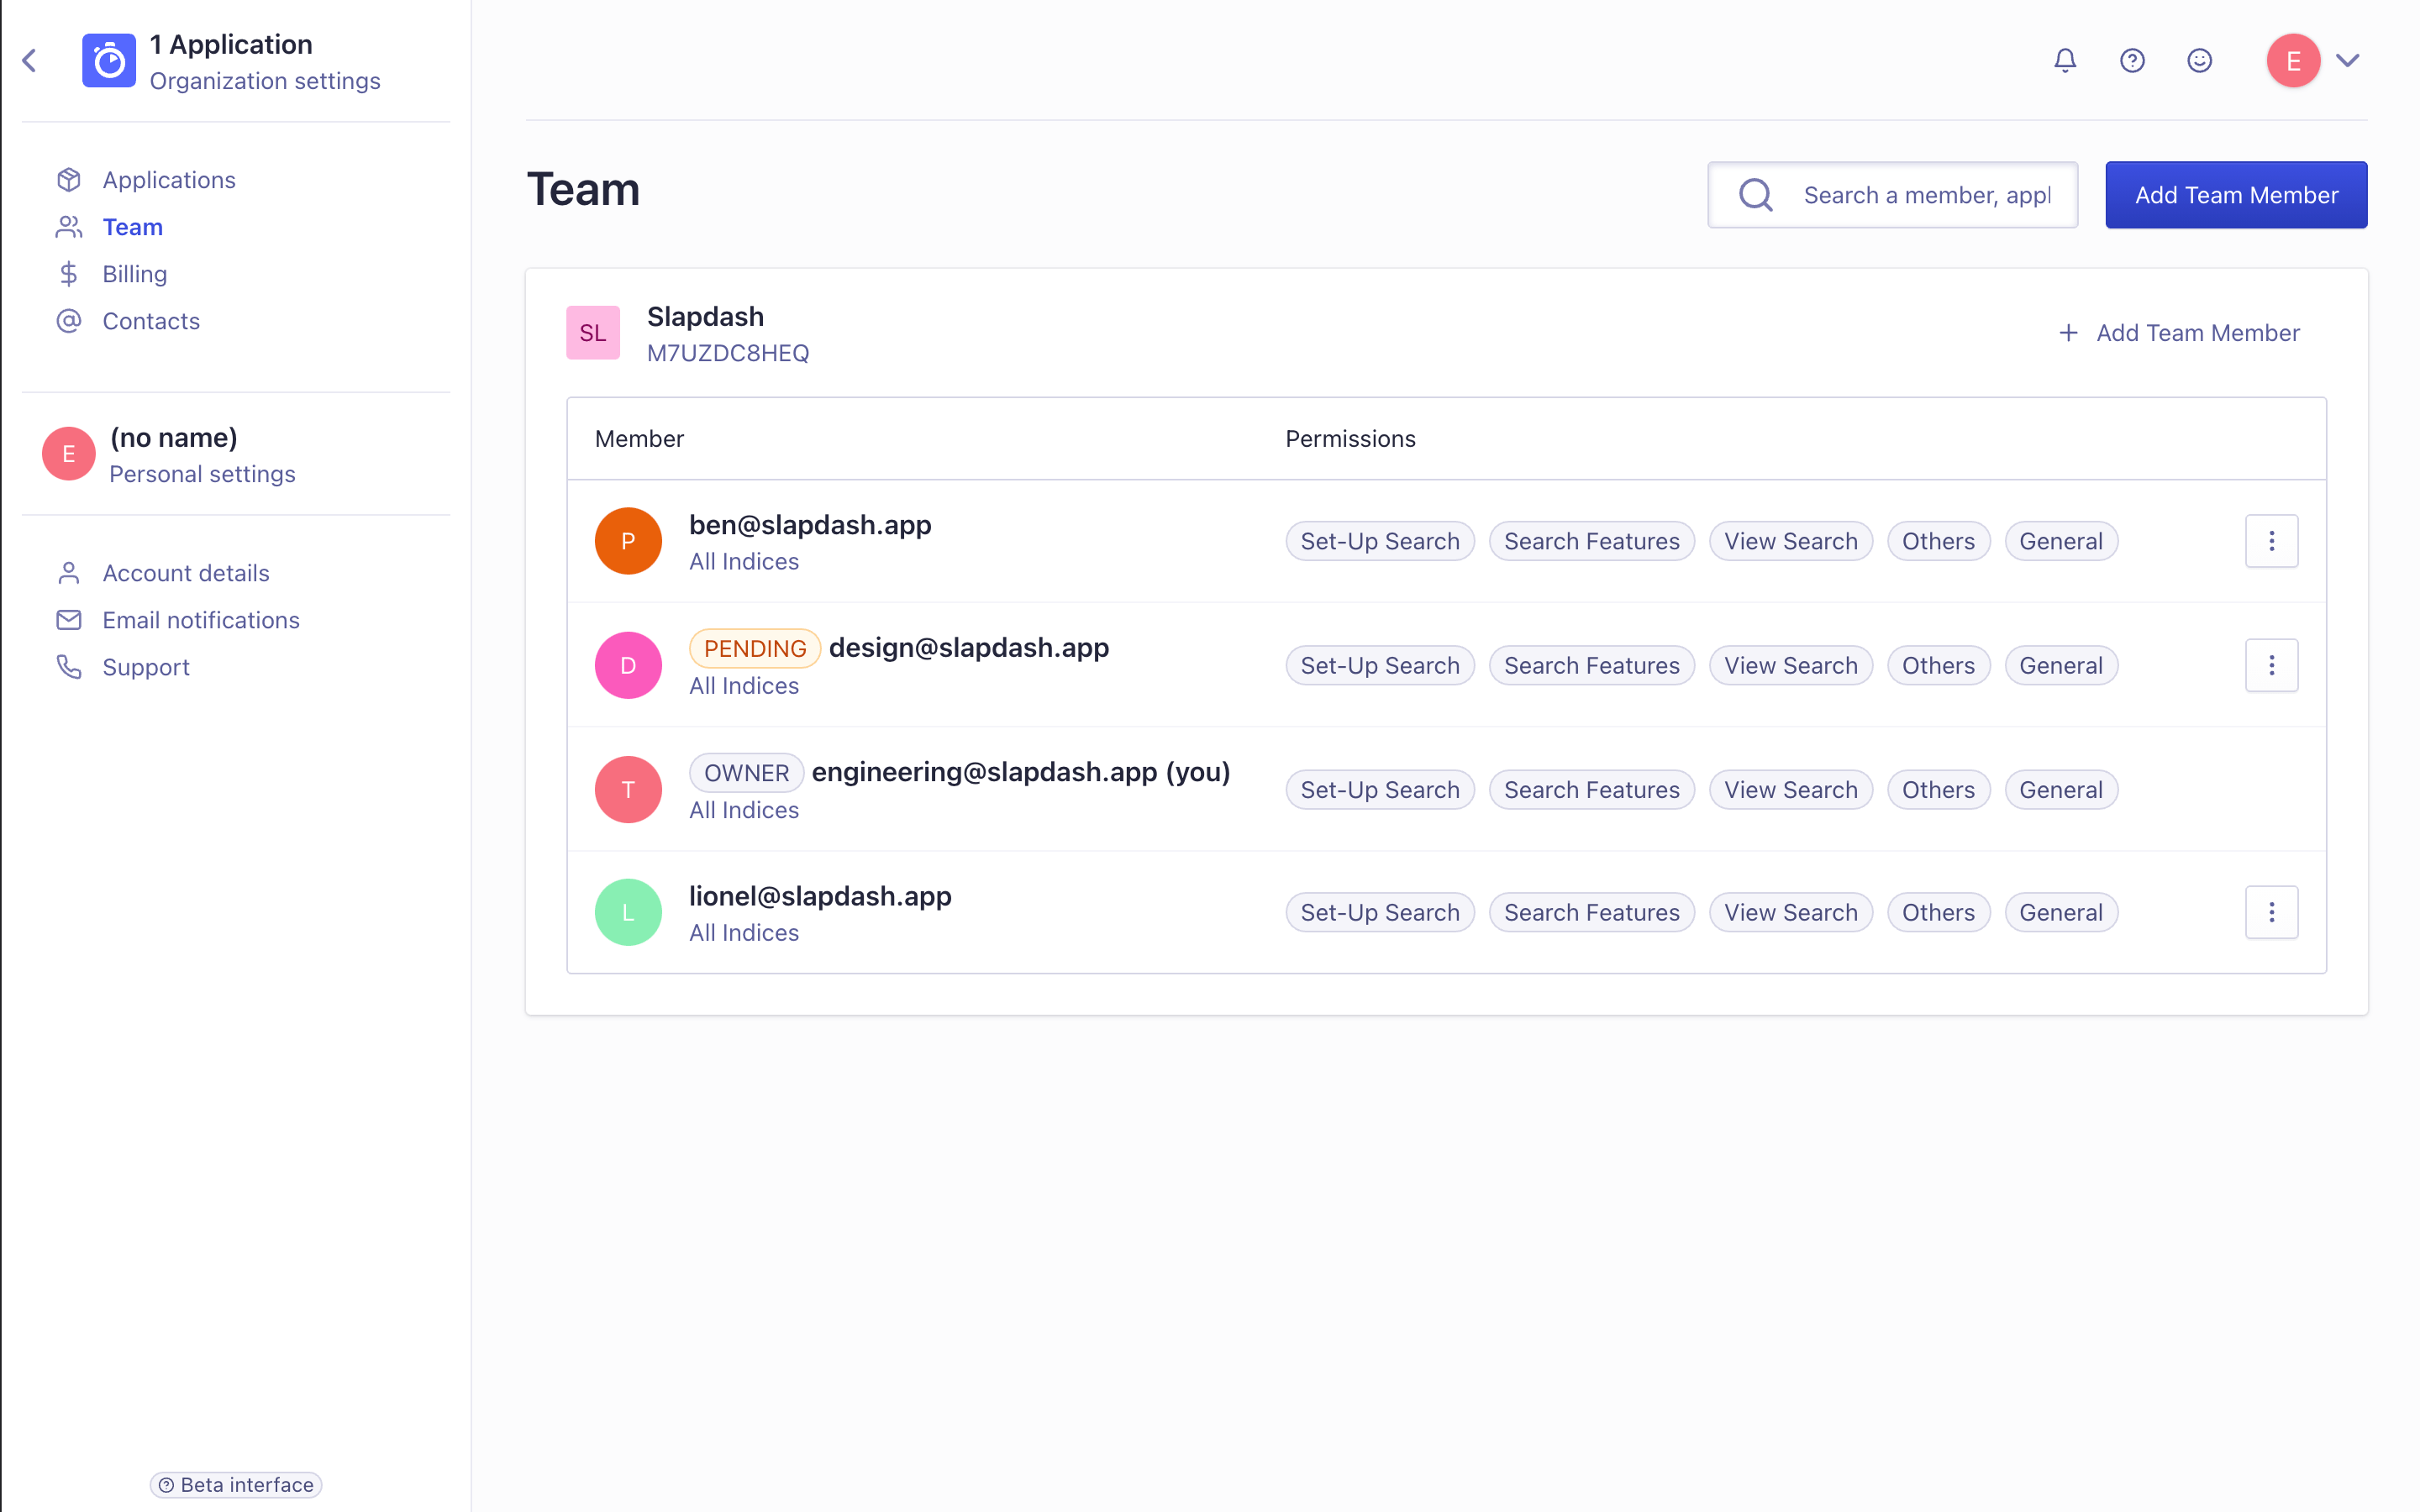 1 Application
Organization settings
E
Applications
Team
Billing
Contacts
E
(no name)
Personal settings
Account details
Email notifications
Support
Beta interface
Team
Search a member, appl
Add Team Member
SL
Slapdash
M7UZDC8HEQ
+ Add Team Member
Member Permissions
P
ben@slapdash.app
All Indices
Set-Up Search Search Features View Search Others General
D
PENDING design@slapdash.app
All Indices
Set-Up Search Search Features View Search Others General
T
OWNER engineering@slapdash.app (you)
All Indices
Set-Up Search Search Features View Search Others General
L
lionel@slapdash.app
All Indices
Set-Up Search Search Features View Search Others General